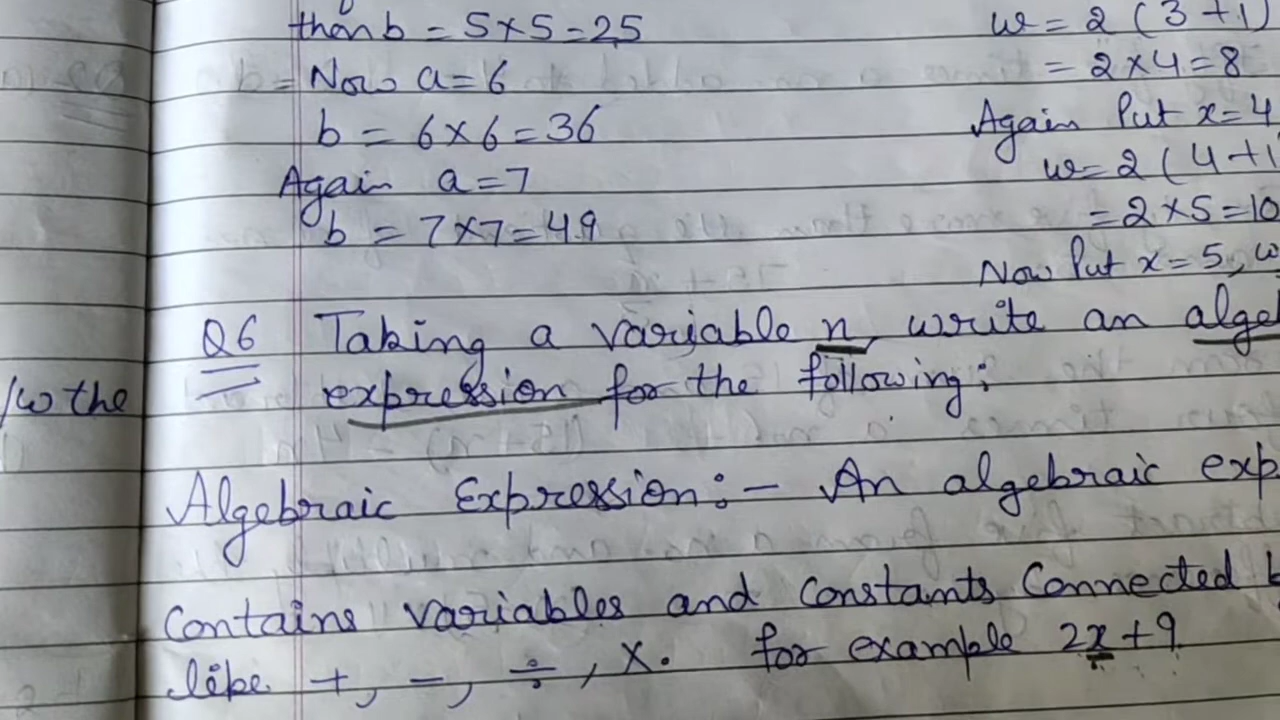 then b = 5×5=25
Now a=6
b = 6×6=36
Again a=7
b = 7×7=49
w = 2 (3+1)
= 2×4=8
Again Put x=4
w=2 (4+1
=2×5=10
Now Put x=5, w
Q6 Taking a variable n, write an alge
expression for the following:
/w the
Algebraic Expression:- An algebraic exp
Contains variables and constants Connected b
like +, -, ÷, ×. for example 2x+9